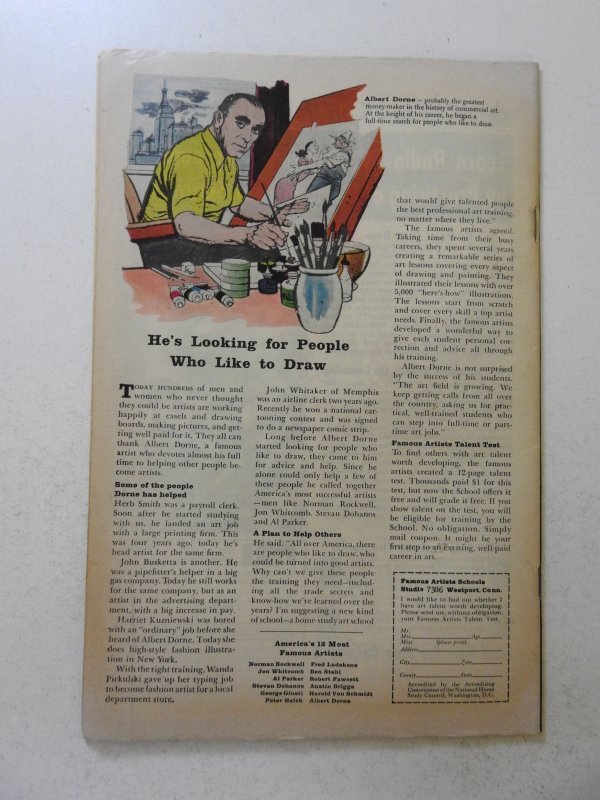 Albert Dorne — probably the greatest
money-maker in the history of commercial art.
At the height of his career, he began a
full-time search for people who like to draw.
He's Looking for People
Who Like to Draw
TODAY HUNDREDS of men and
women who never thought
they could be artists are working
happily at easels and drawing
boards, making pictures, and get-
ting well paid for it. They all can
thank Albert Dorne, a famous
artist who devotes almost his full
time to helping other people be-
come artists.
Some of the people
Dorne has helped
Herb Smith was a payroll clerk.
Soon after he started studying
with us, he landed an art job
with a large printing firm. This
was four years ago: today he's
head artist for the same firm.
John Busketta is another. He
was a pipefitter's helper in a big
gas company. Today he still works
for the same company, but as an
artist in the advertising depart-
ment, with a big increase in pay.
Harriet Kuzniewski was bored
with an "ordinary" job before she
heard of Albert Dorne. Today she
does high-style fashion illustra-
tion in New York.
With the right training, Wanda
Pickulski gave up her typing job
to become fashion artist for a local
department store.
John Whitaker of Memphis
was an airline clerk two years ago.
Recently he won a national car-
tooning contest and was signed
to do a newspaper comic strip.
Long before Albert Dorne
started looking for people who
like to draw, they came to him
for advice and help. Since he
alone could only help a few of
these people he called together
America's most successful artists
—men like Norman Rockwell,
Jon Whitcomb, Stevan Dohanos
and Al Parker.
A Plan to Help Others
He said: "All over America, there
are people who like to draw, who
could be turned into good artists.
Why can't we give these people
the training they need—includ-
ing all the trade secrets and
know-how we've learned over the
years? I'm suggesting a new kind
of school—a home-study art school
that would give talented people
the best professional art training,
no matter where they live."
The famous artists agreed.
Taking time from their busy
careers, they spent several years
creating a remarkable series of
art lessons covering every aspect
of drawing and painting. They
illustrated their lessons with over
5,000 "here's-how" illustrations.
The lessons start from scratch
and cover every skill a top artist
needs. Finally, the famous artists
developed a wonderful way to
give each student personal cor-
rection and advice all through
his training.
Albert Dorne is not surprised
by the success of his students.
"The art field is growing. We
keep getting calls from all over
the country, asking us for prac-
tical, well-trained students who
can step into full-time or part-
time art jobs."
Famous Artists Talent Test
To find others with art talent
worth developing, the famous
artists created a 12-page talent
test. Thousands paid $1 for this
test, but now the School offers it
free and will grade it free. If you
show talent on the test, you will
be eligible for training by the
School. No obligation. Simply
mail coupon. It might be your
first step to an exciting, well-paid
career in art.
America's 12 Most
Famous Artists
Norman Rockwell
Jon Whitcomb
Al Parker
Stevan Dohanos
George Giusti
Peter Helck
Fred Ludekens
Ben Stahl
Robert Fawcett
Austin Briggs
Harold Von Schmidt
Albert Dorne
Famous Artists Schools
Studio 7386 Westport, Conn.
I would like to find out whether I
have art talent worth developing.
Please send me, without obligation,
your Famous Artists Talent Test.
Mr.
Mrs. Age
Miss (please print)
Address
City Zone
County State
Accredited by the Accrediting
Commission of the National Home
Study Council, Washington, D.C.